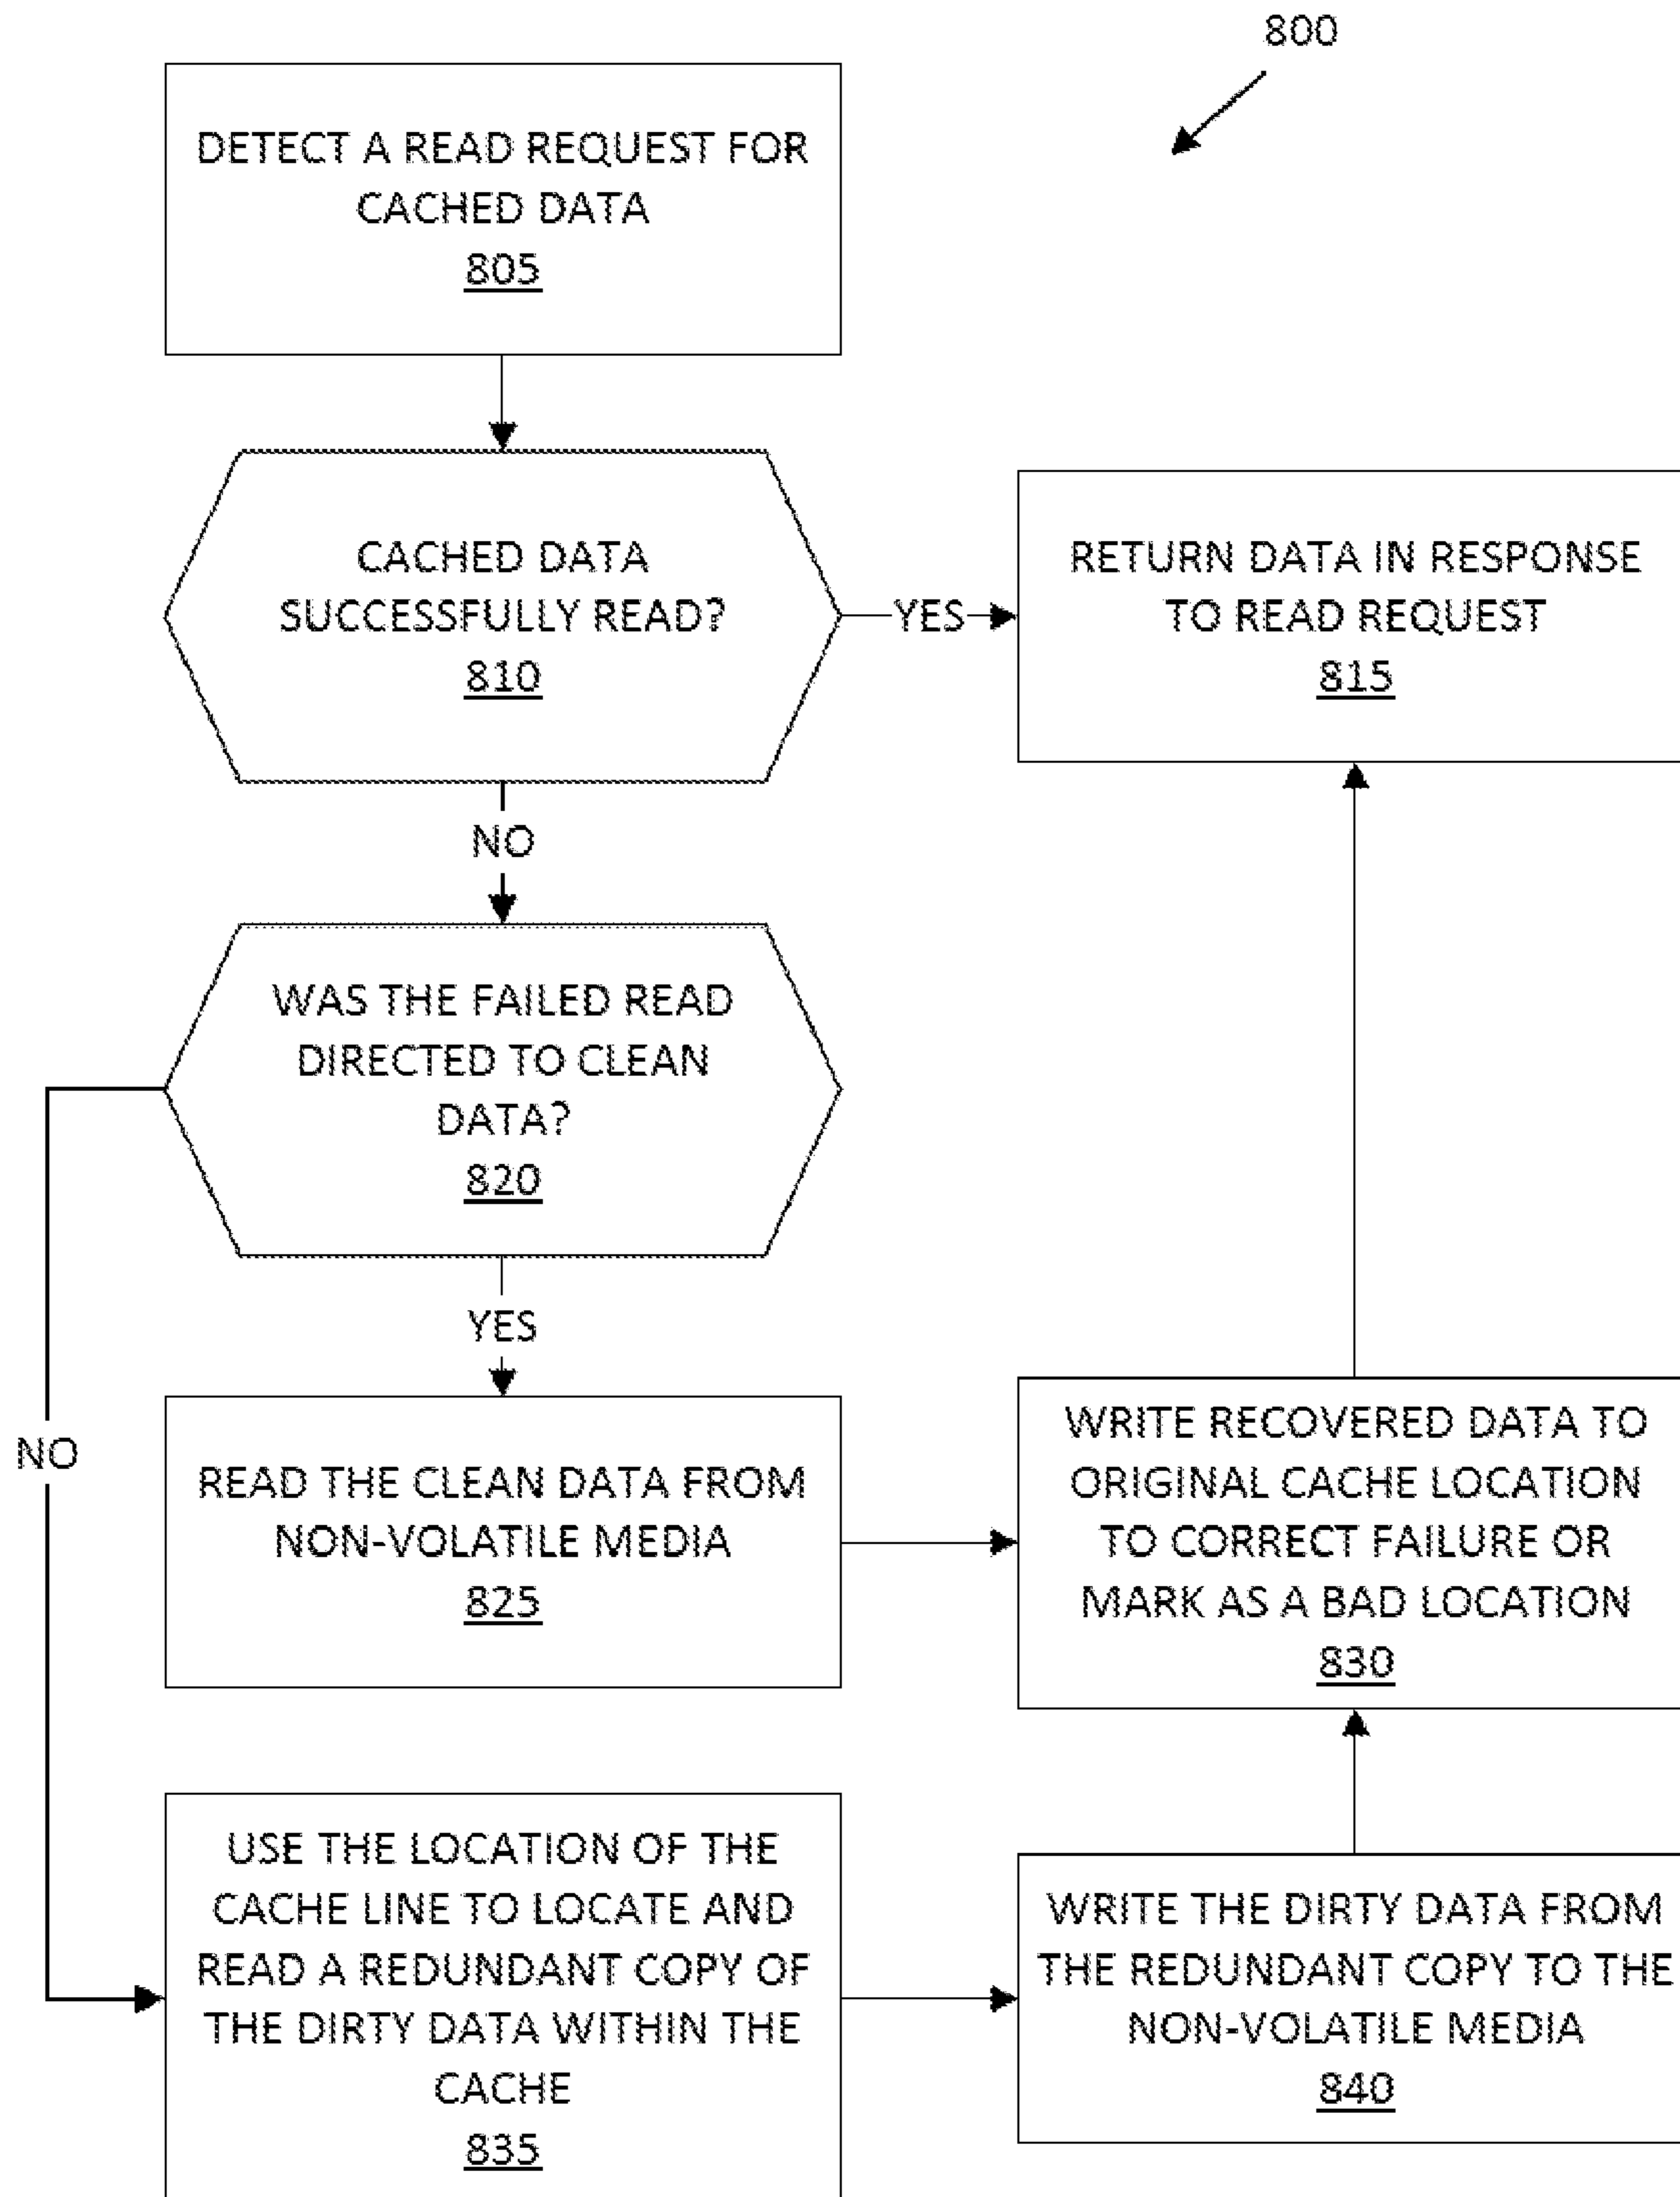 800
DETECT A READ REQUEST FOR
CACHED DATA
805
CACHED DATA
SUCCESSFULLY READ?
810
YES
RETURN DATA IN RESPONSE
TO READ REQUEST
815
NO
WAS THE FAILED READ
DIRECTED TO CLEAN
DATA?
820
YES
NO
READ THE CLEAN DATA FROM
NON-VOLATILE MEDIA
825
WRITE RECOVERED DATA TO
ORIGINAL CACHE LOCATION
TO CORRECT FAILURE OR
MARK AS A BAD LOCATION
830
USE THE LOCATION OF THE
CACHE LINE TO LOCATE AND
READ A REDUNDANT COPY OF
THE DIRTY DATA WITHIN THE
CACHE
835
WRITE THE DIRTY DATA FROM
THE REDUNDANT COPY TO THE
NON-VOLATILE MEDIA
840